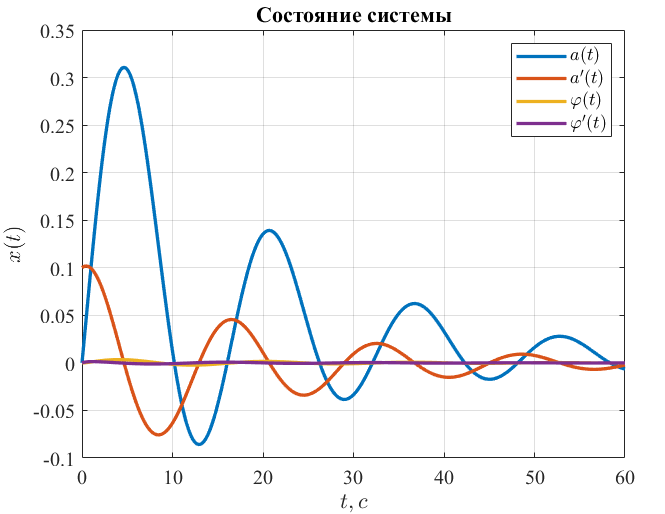 Состояние системы
0.35
0.3
0.25
0.2
0.15
0.1
0.05
0
-0.05
-0.1
x(t)
a(t)
a′(t)
φ(t)
φ′(t)
0 10 20 30 40 50 60
t, c